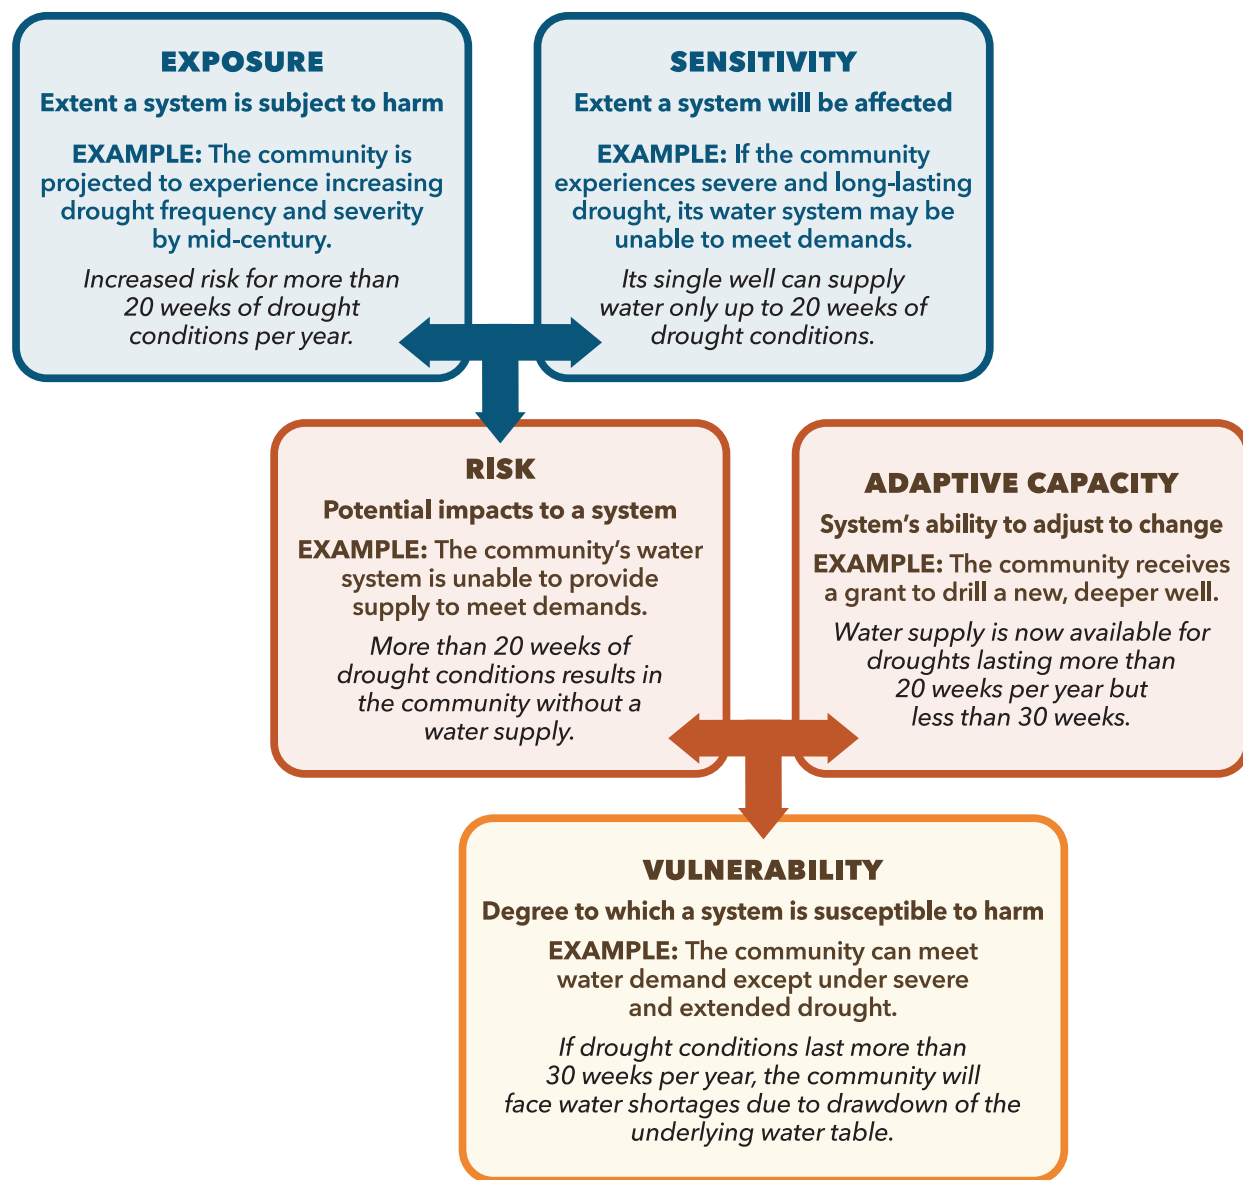 EXPOSURE
Extent a system is subject to harm
EXAMPLE: The community is
projected to experience increasing
drought frequency and severity
by mid-century.
Increased risk for more than
20 weeks of drought
conditions per year.
SENSITIVITY
Extent a system will be affected
EXAMPLE: If the community
experiences severe and long-lasting
drought, its water system may be
unable to meet demands.
Its single well can supply
water only up to 20 weeks of
drought conditions.
RISK
Potential impacts to a system
EXAMPLE: The community’s water
system is unable to provide
supply to meet demands.
More than 20 weeks of
drought conditions results in
the community without a
water supply.
ADAPTIVE CAPACITY
System’s ability to adjust to change
EXAMPLE: The community receives
a grant to drill a new, deeper well.
Water supply is now available for
droughts lasting more than
20 weeks per year but
less than 30 weeks.
VULNERABILITY
Degree to which a system is susceptible to harm
EXAMPLE: The community can meet
water demand except under severe
and extended drought.
If drought conditions last more than
30 weeks per year, the community will
face water shortages due to drawdown of the
underlying water table.